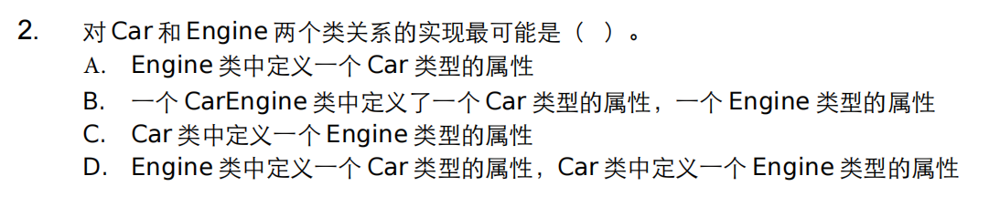 2. 对 Car 和 Engine 两个类关系的实现最可能是（ ）。
A. Engine 类中定义一个 Car 类型的属性
B. 一个 CarEngine 类中定义了一个 Car 类型的属性，一个 Engine 类型的属性
C. Car 类中定义一个 Engine 类型的属性
D. Engine 类中定义一个 Car 类型的属性，Car 类中定义一个 Engine 类型的属性